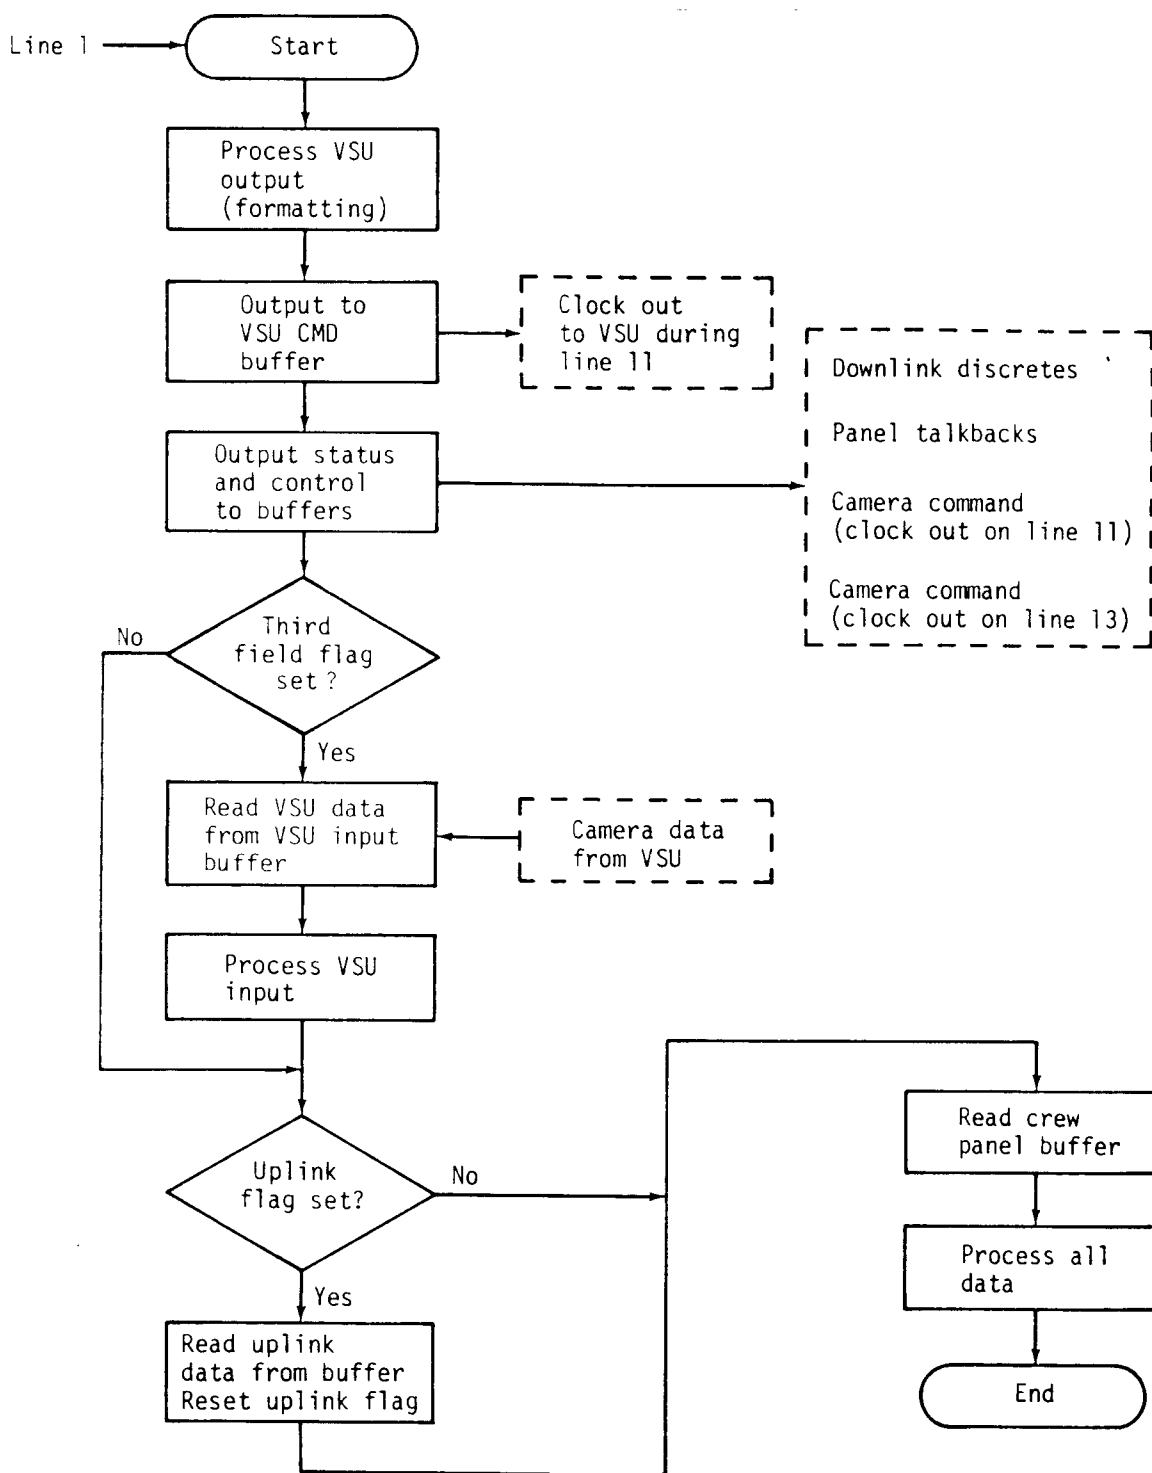 Line 1
Start
Process VSU
output
(formatting)
Output to
VSU CMD
buffer
Clock out
to VSU during
line 11
Output status
and control
to buffers
Downlink discretes
Panel talkbacks
Camera command
(clock out on line 11)
Camera command
(clock out on line 13)
Third
field flag
set?
No
Yes
Read VSU data
from VSU input
buffer
Camera data
from VSU
Process VSU
input
Uplink
flag set?
No
Yes
Read uplink
data from buffer
Reset uplink flag
Read crew
panel buffer
Process all
data
End